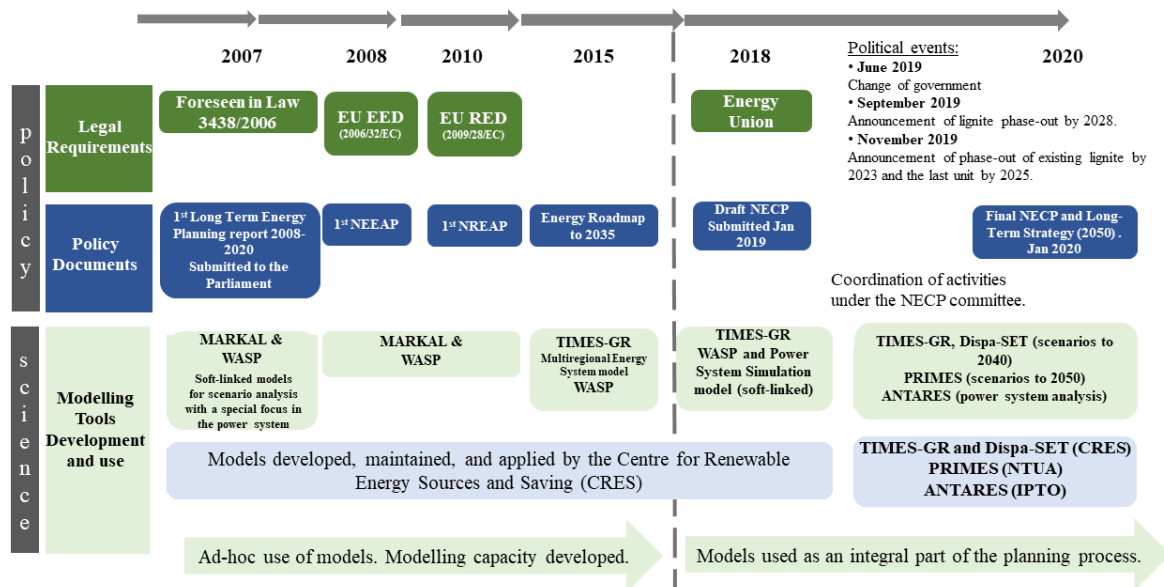 2007
2008
2010
2015
2018
2020
Political events:
• June 2019
Change of government
• September 2019
Announcement of lignite phase-out by 2028.
• November 2019
Announcement of phase-out of existing lignite by
2023 and the last unit by 2025.
policy
Legal
Requirements
Foreseen in Law
3438/2006
EU EED
(2006/32/EC)
EU RED
(2009/28/EC)
Energy
Union
Policy
Documents
1st Long Term Energy
Planning report 2008-
2020
Submitted to the
Parliament
1st NEEAP
1st NREAP
Energy Roadmap
to 2035
Draft NECP
Submitted Jan
2019
Final NECP and Long-
Term Strategy (2050) .
Jan 2020
Coordination of activities
under the NECP committee.
science
Modelling
Tools
Development
and use
MARKAL &
WASP
Soft-linked models
for scenario analysis
with a special focus in
the power system
MARKAL &
WASP
TIMES-GR
Multiregional Energy
System model
WASP
TIMES-GR
WASP and Power
System Simulation
model (soft-linked)
TIMES-GR, Dispa-SET (scenarios to
2040)
PRIMES (scenarios to 2050)
ANTARES (power system analysis)
Models developed, maintained, and applied by the Centre for Renewable
Energy Sources and Saving (CRES)
TIMES-GR and Dispa-SET (CRES)
PRIMES (NTUA)
ANTARES (IPTO)
Ad-hoc use of models. Modelling capacity developed.
Models used as an integral part of the planning process.